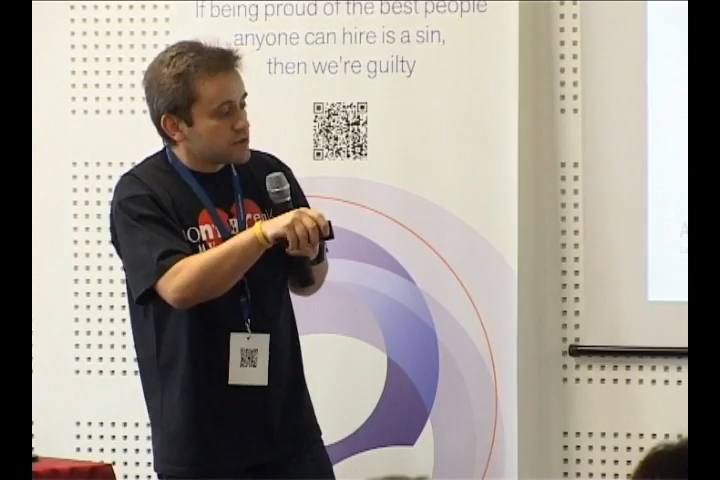 If being proud of the best people
anyone can hire is a sin,
then we're guilty